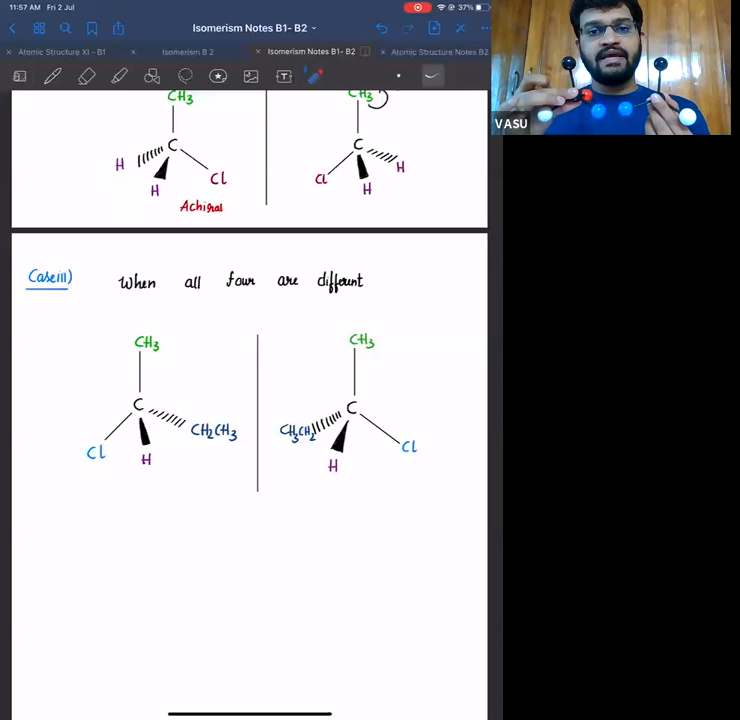 11:57 AM Fri 2 Jul
37%
Isomerism Notes B1- B2
Atomic Structure XI - B1
Isomerism B 2
Isomerism Notes B1- B2
Atomic Structure Notes B2
VASU
CH3 CH3
C C
H H
Cl Cl
H H
Achiral
Case iii) When all four are different
CH3 CH3
C C
CH2CH3 CH3CH2
Cl Cl
H H